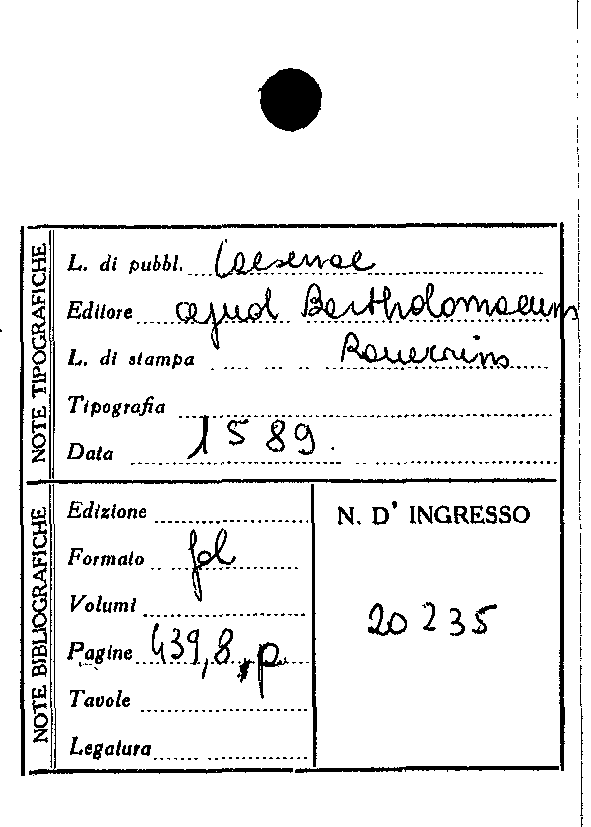 NOTE TIPOGRAFICHE
L. di pubbl. Caesenae
Editore apud Bartholomaeum
L. di stampa Rauerium
Tipografia
Data 1589.
NOTE BIBLIOGRAFICHE
Edizione
Formato fol
Volumi
Pagine 439,8, p.
Tavole
Legatura
N. D' INGRESSO
20235